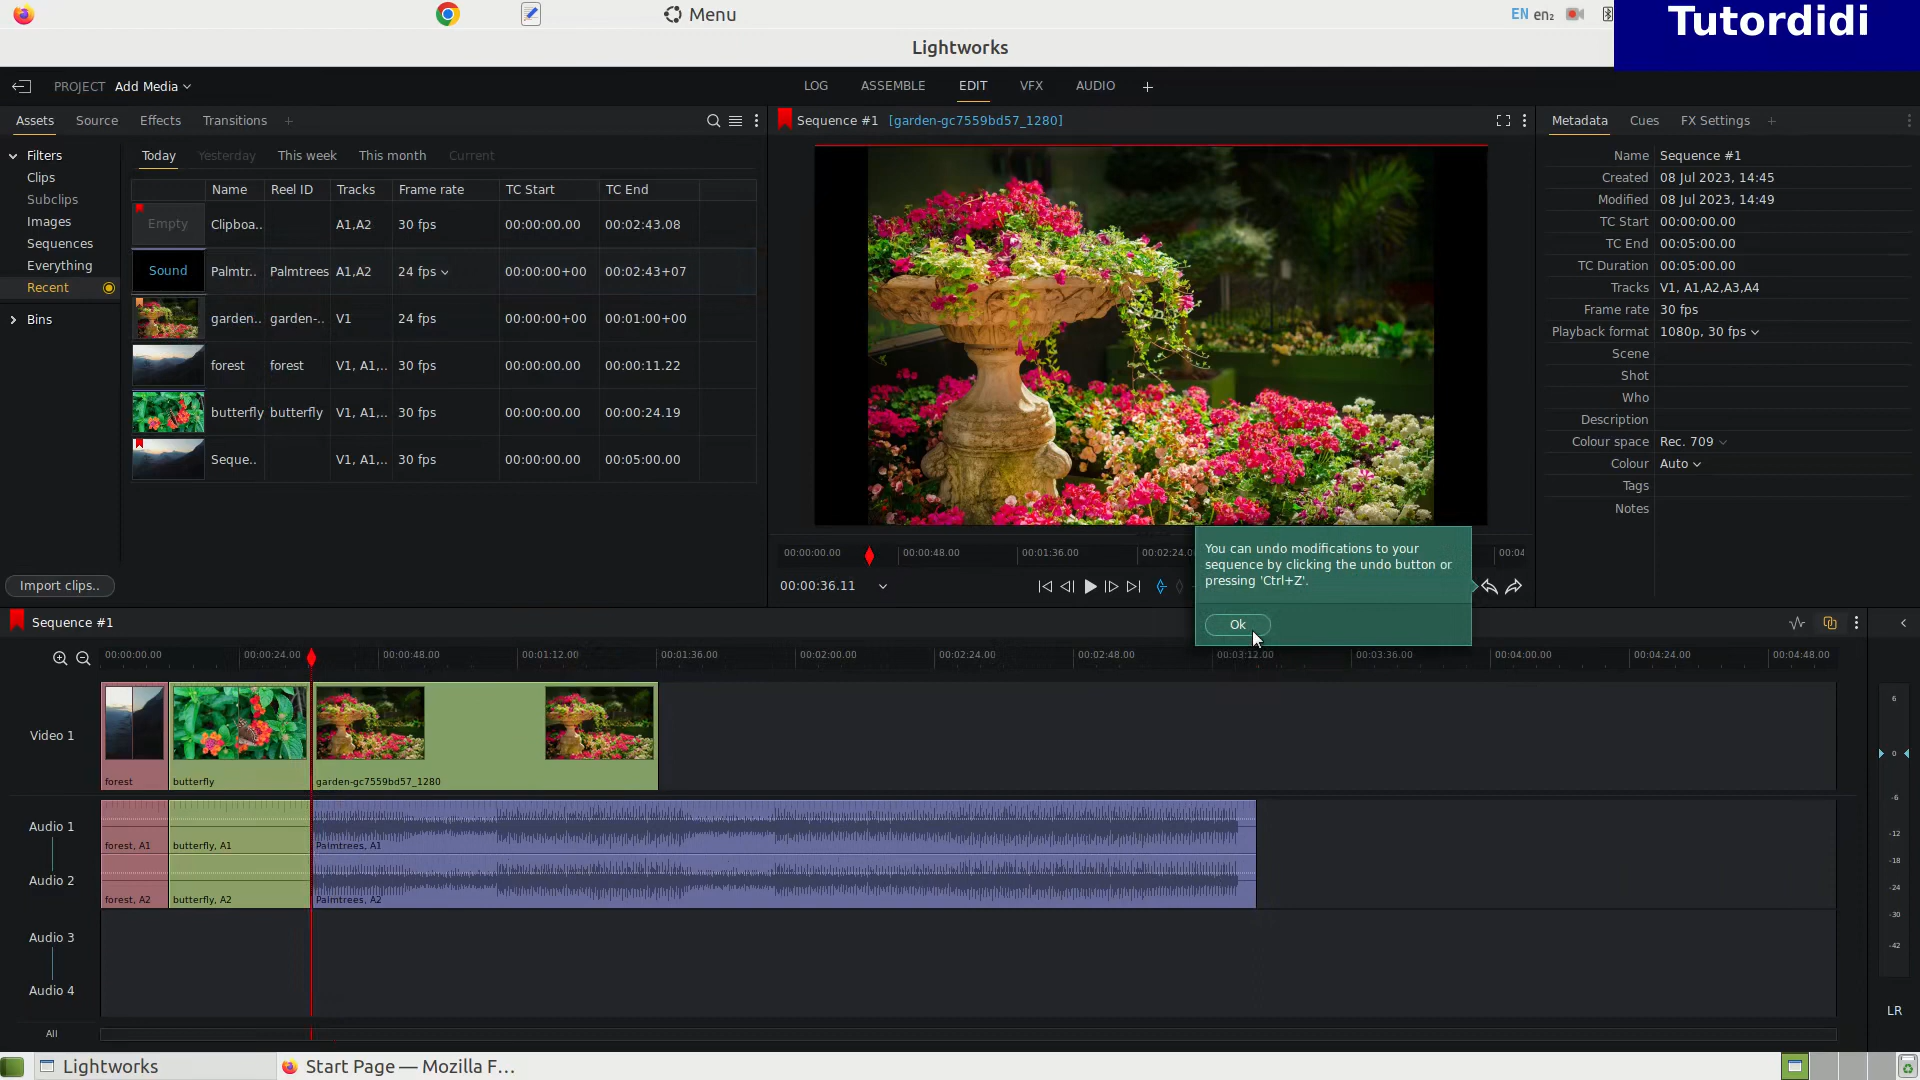 Menu
EN en₂
Tutordidi
Lightworks
PROJECT Add Media
LOG ASSEMBLE EDIT VFX AUDIO +
Assets Source Effects Transitions +
Sequence #1 [garden-gc7559bd57_1280]
Metadata Cues FX Settings +
Filters
Clips
Subclips
Images
Sequences
Everything
Recent
Bins
Import clips..
Today Yesterday This week This month Current
Name Reel ID Tracks Frame rate TC Start TC End
Empty Clipboa.. A1,A2 30 fps 00:00:00.00 00:02:43.08
Sound Palmtr.. Palmtrees A1,A2 24 fps 00:00:00+00 00:02:43+07
garden.. garden-.. V1 24 fps 00:00:00+00 00:01:00+00
forest forest V1, A1,.. 30 fps 00:00:00.00 00:00:11.22
butterfly butterfly V1, A1,.. 30 fps 00:00:00.00 00:00:24.19
Seque.. V1, A1,.. 30 fps 00:00:00.00 00:05:00.00
00:00:00.00 00:00:48.00 00:01:36.00 00:02:24.0 00:04
00:00:36.11
You can undo modifications to your
sequence by clicking the undo button or
pressing 'Ctrl+Z'.
Ok
Name Sequence #1
Created 08 Jul 2023, 14:45
Modified 08 Jul 2023, 14:49
TC Start 00:00:00.00
TC End 00:05:00.00
TC Duration 00:05:00.00
Tracks V1, A1,A2,A3,A4
Frame rate 30 fps
Playback format 1080p, 30 fps
Scene
Shot
Who
Description
Colour space Rec. 709
Colour Auto
Tags
Notes
Sequence #1
00:00:00.00 00:00:24.00 00:00:48.00 00:01:12.00 00:01:36.00 00:02:00.00 00:02:24.00 00:02:48.00 00:03:12.00 00:03:36.00 00:04:00.00 00:04:24.00 00:04:48.00
Video 1
forest butterfly garden-gc7559bd57_1280
Audio 1
forest, A1 butterfly, A1 Palmtrees, A1
Audio 2
forest, A2 butterfly, A2 Palmtrees, A2
Audio 3
Audio 4
All
6
0
-6
-12
-18
-24
-30
-42
LR
Lightworks
Start Page — Mozilla F...